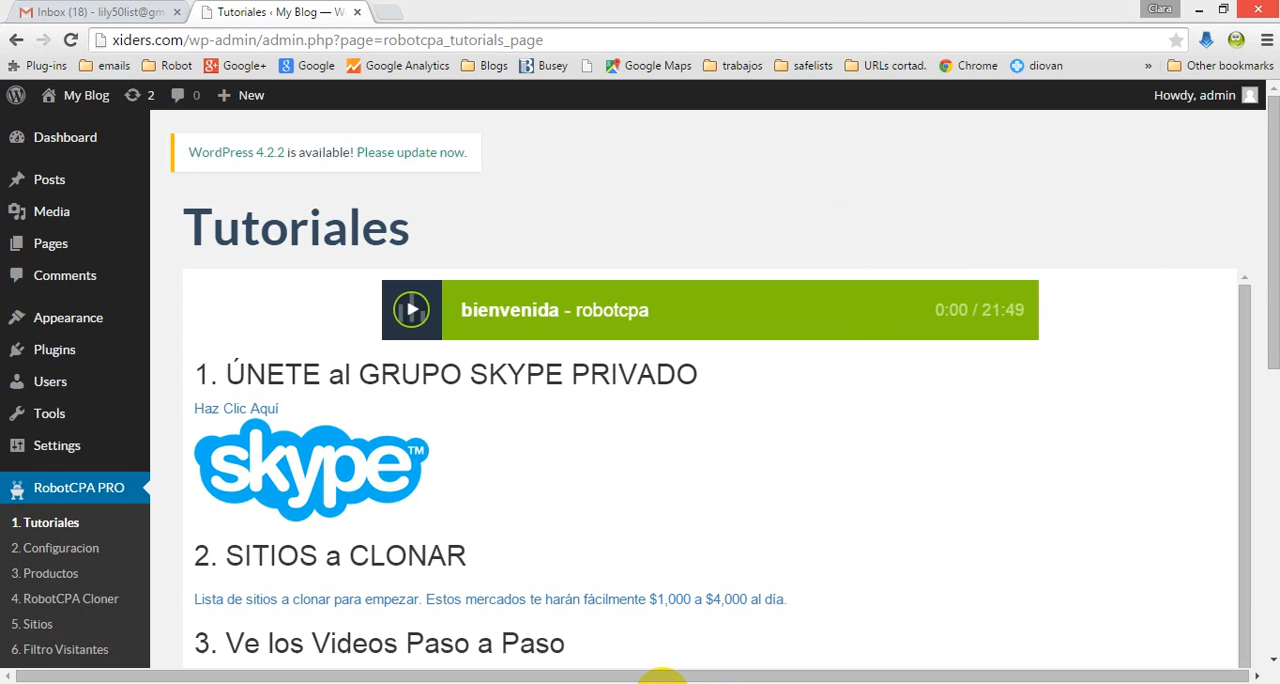 Inbox (18) - lily50list@gm
Tutoriales ‹ My Blog — W
Clara
xiders.com/wp-admin/admin.php?page=robotcpa_tutorials_page
Plug-ins emails Robot Google+ Google Google Analytics Blogs Busey Google Maps trabajos safelists URLs cortad. Chrome diovan » Other bookmarks
My Blog 2 0 + New Howdy, admin
Dashboard
WordPress 4.2.2 is available! Please update now.
Posts
Media
Pages
Comments
Appearance
Plugins
Users
Tools
Settings
RobotCPA PRO
1. Tutoriales
2. Configuracion
3. Productos
4. RobotCPA Cloner
5. Sitios
6. Filtro Visitantes
Tutoriales
bienvenida - robotcpa 0:00 / 21:49
1. ÚNETE al GRUPO SKYPE PRIVADO
Haz Clic Aquí
skype™
2. SITIOS a CLONAR
Lista de sitios a clonar para empezar. Estos mercados te harán fácilmente $1,000 a $4,000 al día.
3. Ve los Videos Paso a Paso